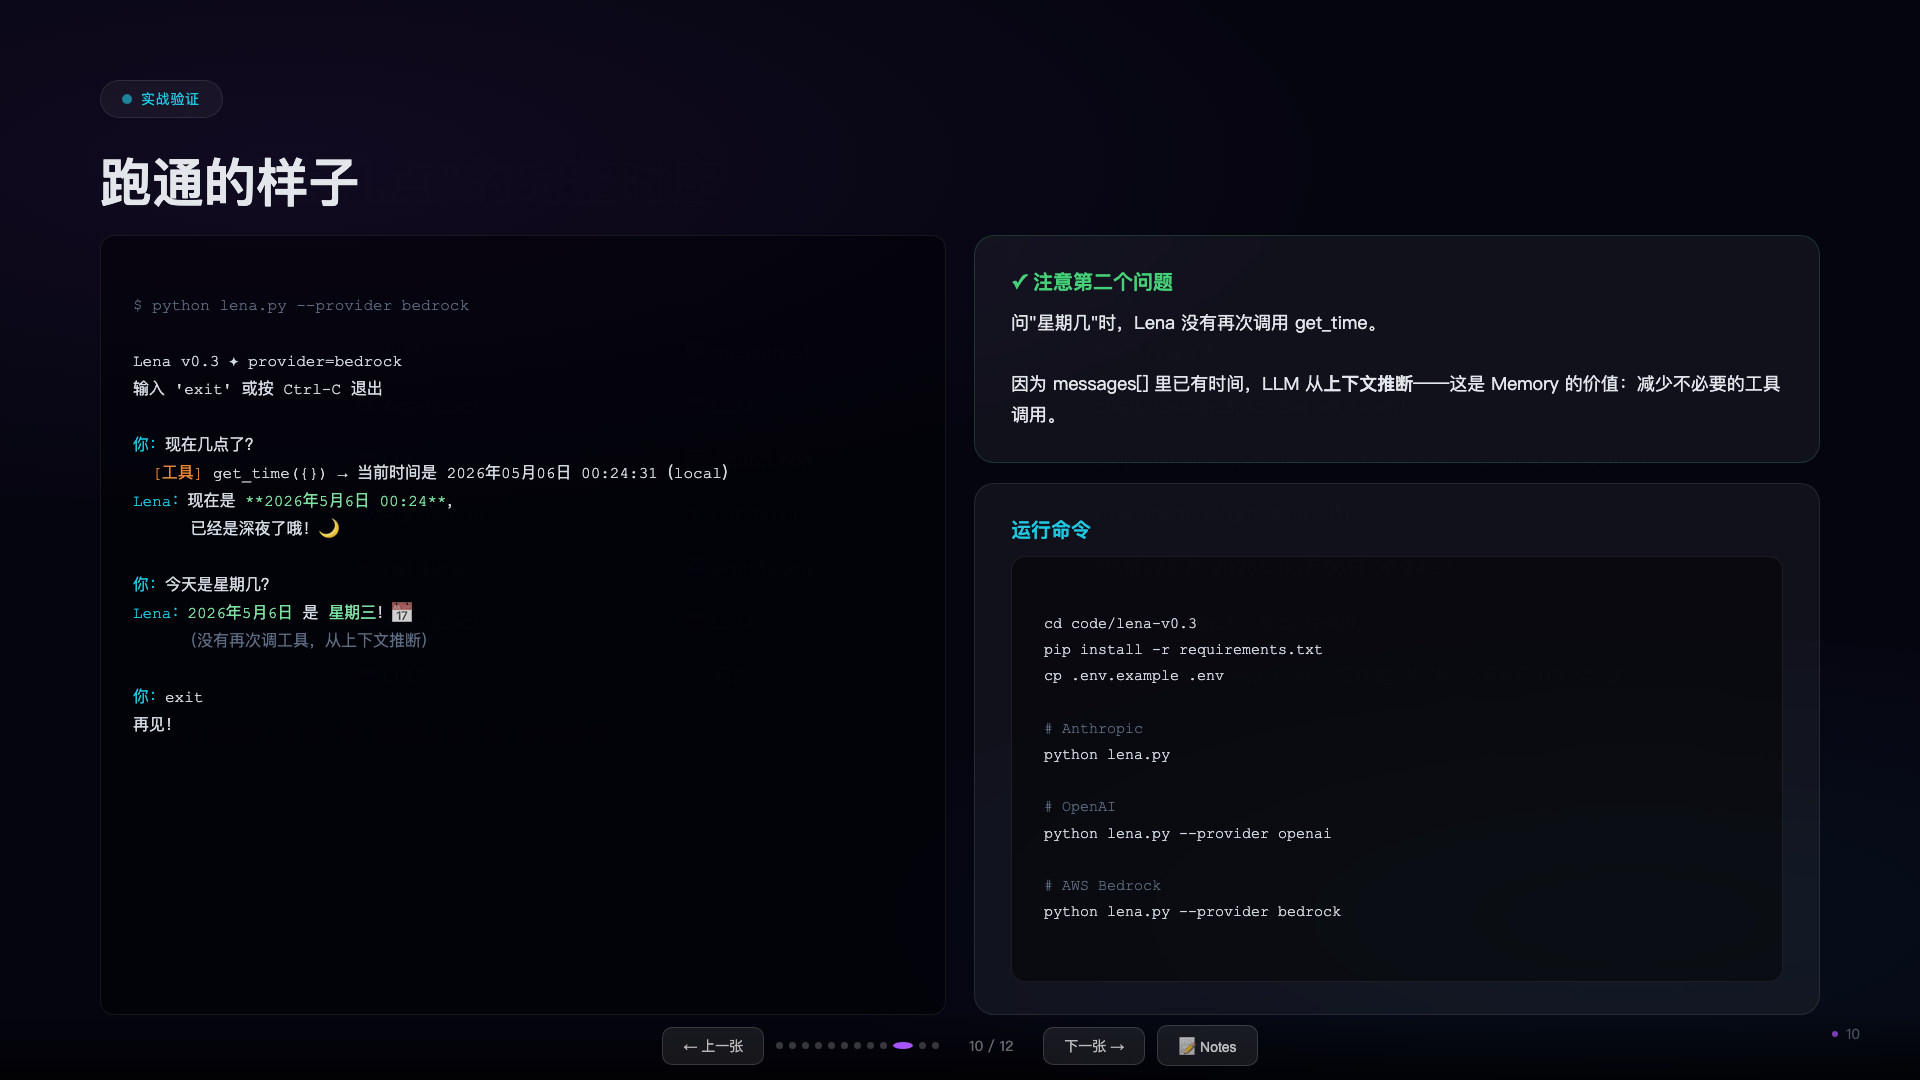 实战验证
跑通的样子
$ python lena.py --provider bedrock
Lena v0.3 ✦ provider=bedrock
输入 'exit' 或按 Ctrl-C 退出
你：现在几点了？
[工具] get_time({}) → 当前时间是 2026年05月06日 00:24:31 (local)
Lena：现在是 **2026年5月6日 00:24**，
已经是深夜了哦！🌙
你：今天是星期几？
Lena：2026年5月6日 是 星期三！📅
（没有再次调工具，从上下文推断）
你：exit
再见！
✓ 注意第二个问题
问"星期几"时，Lena 没有再次调用 get_time。
因为 messages[] 里已有时间，LLM 从上下文推断——这是 Memory 的价值：减少不必要的工具
调用。
运行命令
cd code/lena-v0.3
pip install -r requirements.txt
cp .env.example .env
# Anthropic
python lena.py
# OpenAI
python lena.py --provider openai
# AWS Bedrock
python lena.py --provider bedrock
← 上一张
10 / 12
下一张 →
📝 Notes
10